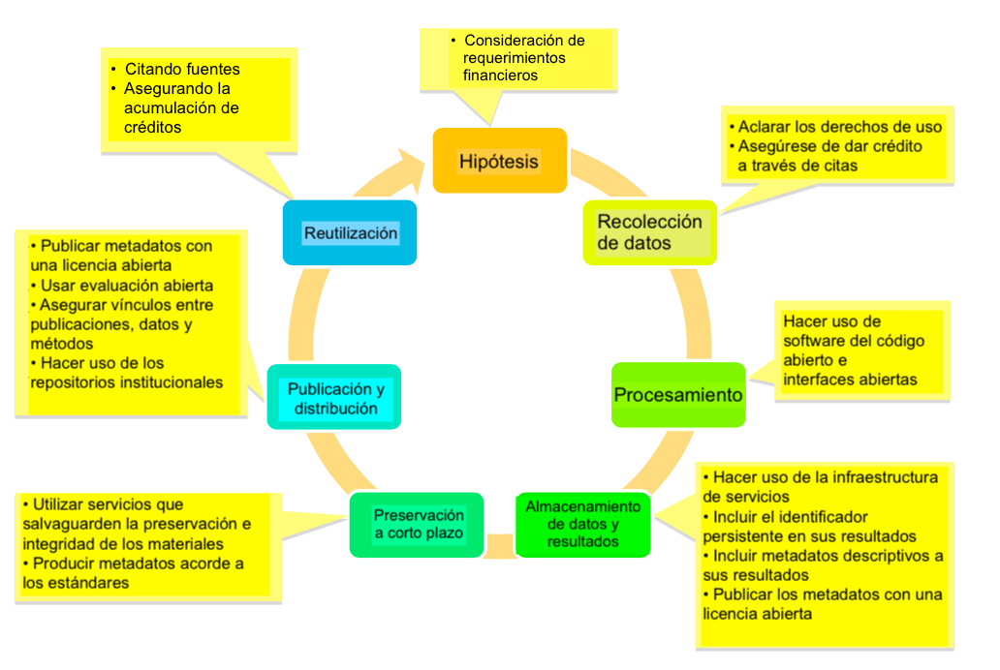 • Consideración de
requerimientos
financieros
Hipótesis
• Aclarar los derechos de uso
• Asegúrese de dar crédito
a través de citas
Recolección
de datos
Hacer uso de
software del código
abierto e
interfaces abiertas
Procesamiento
• Hacer uso de la infraestructura
de servicios
• Incluir el identificador
persistente en sus resultados
• Incluir metadatos descriptivos a
sus resultados
• Publicar los metadatos con una
licencia abierta
Almacenamiento
de datos y
resultados
• Utilizar servicios que
salvaguarden la preservación e
integridad de los materiales
• Producir metadatos acorde a
los estándares
Preservación
a corto plazo
• Publicar metadatos con
una licencia abierta
• Usar evaluación abierta
• Asegurar vínculos entre
publicaciones, datos y
métodos
• Hacer uso de los
repositorios institucionales
Publicación y
distribución
• Citando fuentes
• Asegurando la
acumulación de
créditos
Reutilización